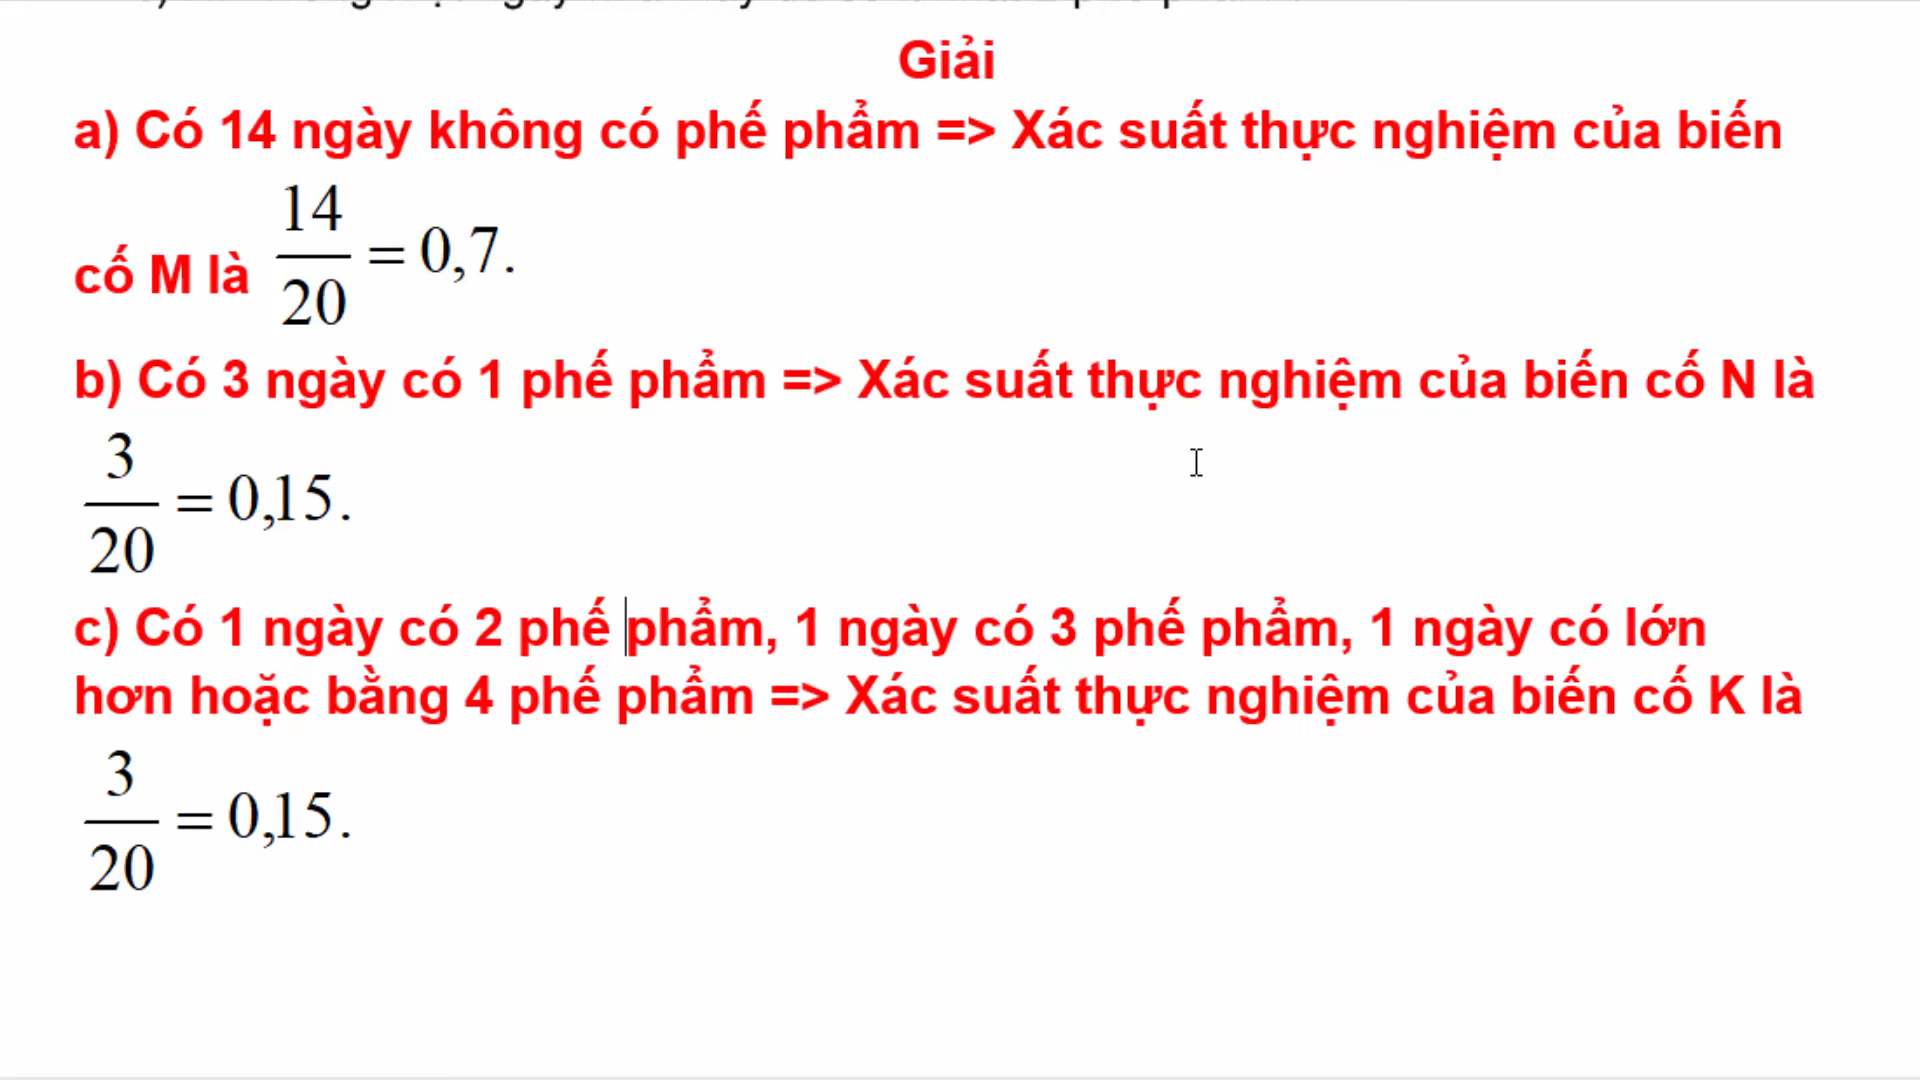 Giải
a) Có 14 ngày không có phế phẩm => Xác suất thực nghiệm của biến
cố M là 14/20 = 0,7.
b) Có 3 ngày có 1 phế phẩm => Xác suất thực nghiệm của biến cố N là
3/20 = 0,15.
c) Có 1 ngày có 2 phế phẩm, 1 ngày có 3 phế phẩm, 1 ngày có lớn
hơn hoặc bằng 4 phế phẩm => Xác suất thực nghiệm của biến cố K là
3/20 = 0,15.